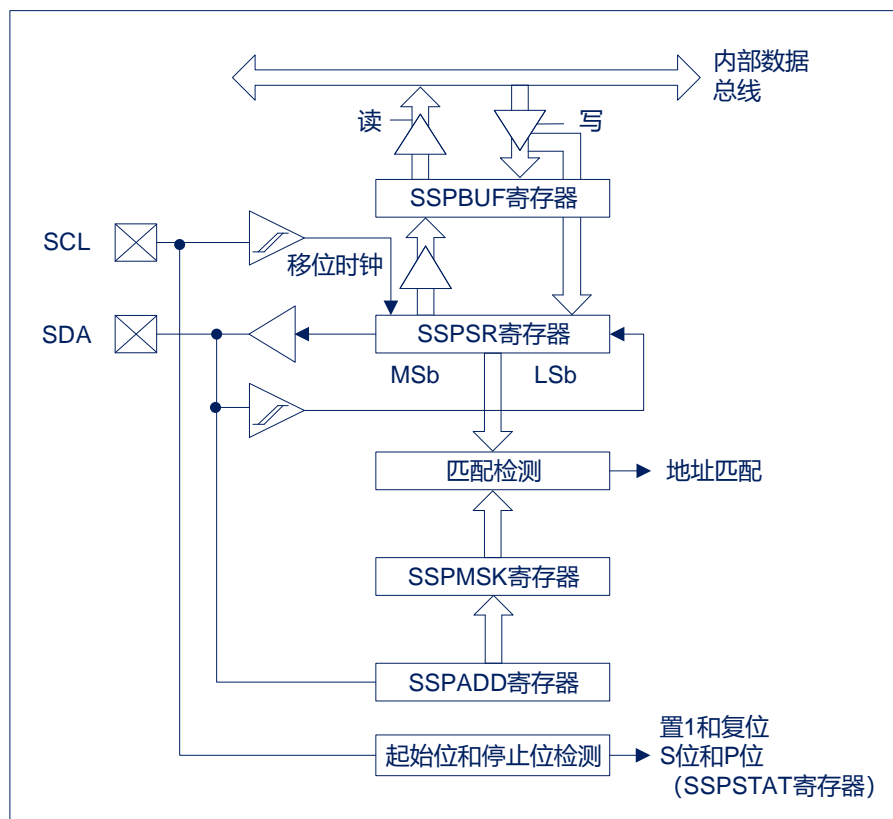 内部数据
总线
读
写
SSPBUF寄存器
SCL
移位时钟
SDA
SSPSR寄存器
MSb
LSb
匹配检测
地址匹配
SSPMSK寄存器
SSPADD寄存器
起始位和停止位检测
置1和复位
S位和P位
（SSPSTAT寄存器）